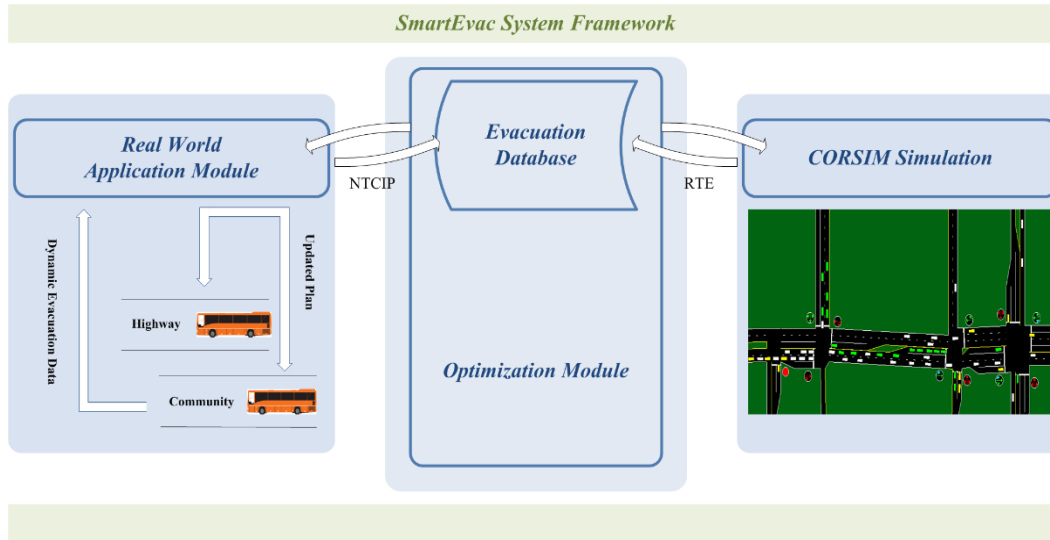 SmartEvac System Framework
Real World
Application Module
Evacuation
Database
CORSIM Simulation
NTCIP
RTE
Dynamic Evacuation Data
Updated Plan
Highway
Community
Optimization Module